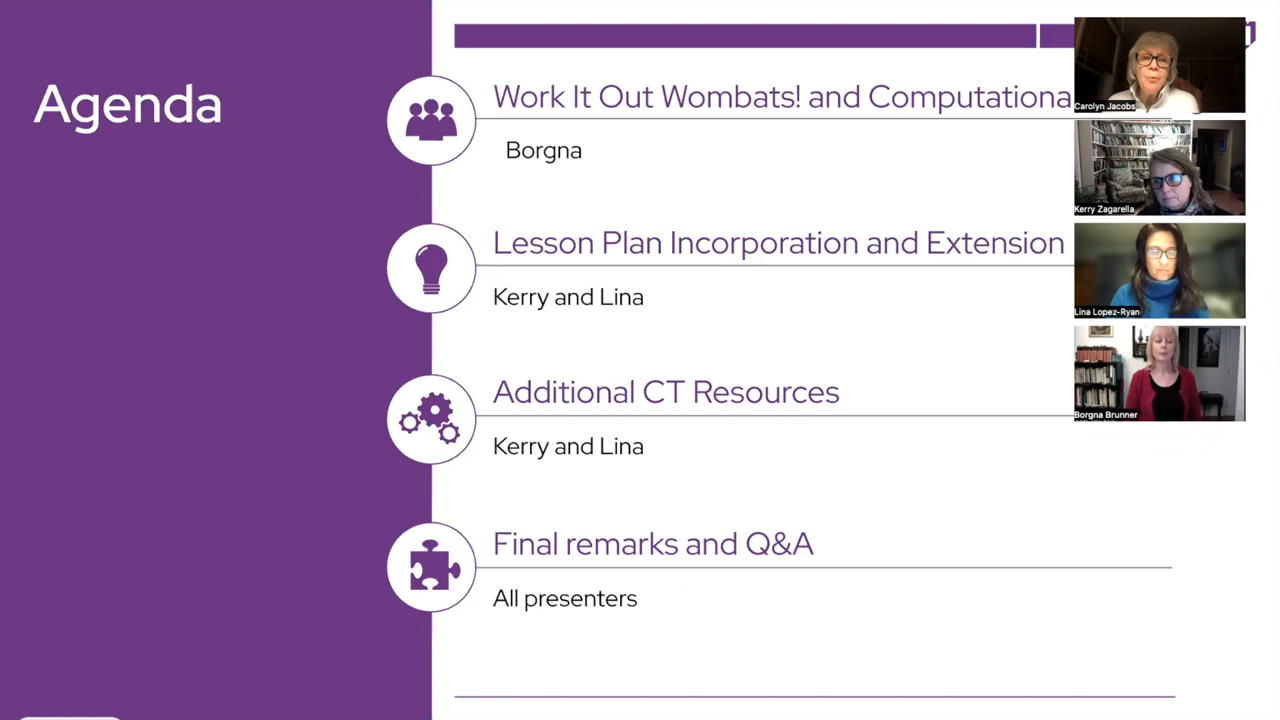 Agenda
Work It Out Wombats! and Computationa
Borgna
Lesson Plan Incorporation and Extension
Kerry and Lina
Additional CT Resources
Kerry and Lina
Final remarks and Q&A
All presenters
Carolyn Jacobs
Kerry Zagarella
Lina Lopez-Ryan
Borgna Brunner